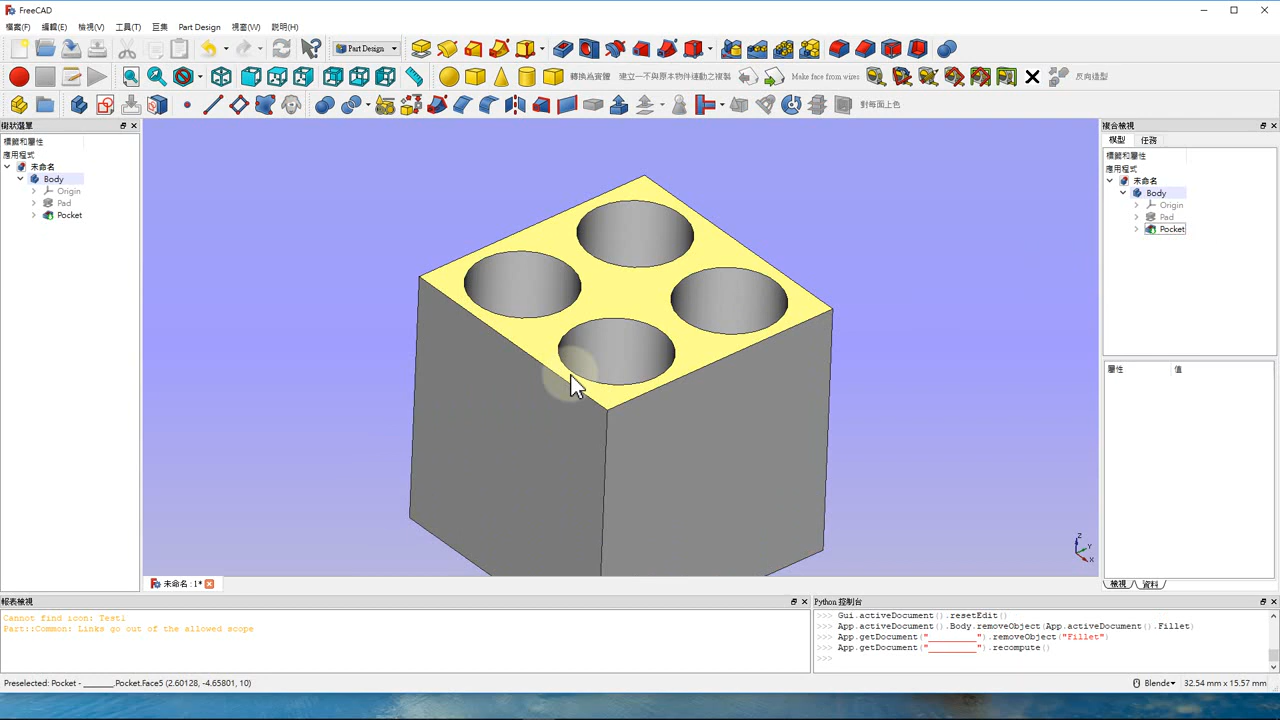 FreeCAD
檔案(F) 編輯(E) 檢視(V) 工具(T) 巨集 Part Design 視窗(W) 說明(H)
Part Design
轉換為實體 建立一不與原本物件連動之複製 Make face from wires 反向造型
對每面上色
樹狀選單
標籤和屬性
應用程式
未命名
Body
Origin
Pad
Pocket
複合檢視
模型 任務
標籤和屬性
應用程式
未命名
Body
Origin
Pad
Pocket
屬性 值
檢視 資料
Z
Y
X
未命名 : 1*
報表檢視
Cannot find icon: Test1
Part::Common: Links go out of the allowed scope
Python 控制台
>>> Gui.activeDocument().resetEdit()
>>> App.activeDocument().Body.removeObject(App.activeDocument().Fillet)
>>> App.getDocument("_________").removeObject("Fillet")
>>> App.getDocument("_________").recompute()
>>>
Preselected: Pocket - _________.Pocket.Face5 (2.60128, -4.65801, 10)
Blende 32.54 mm x 15.57 mm